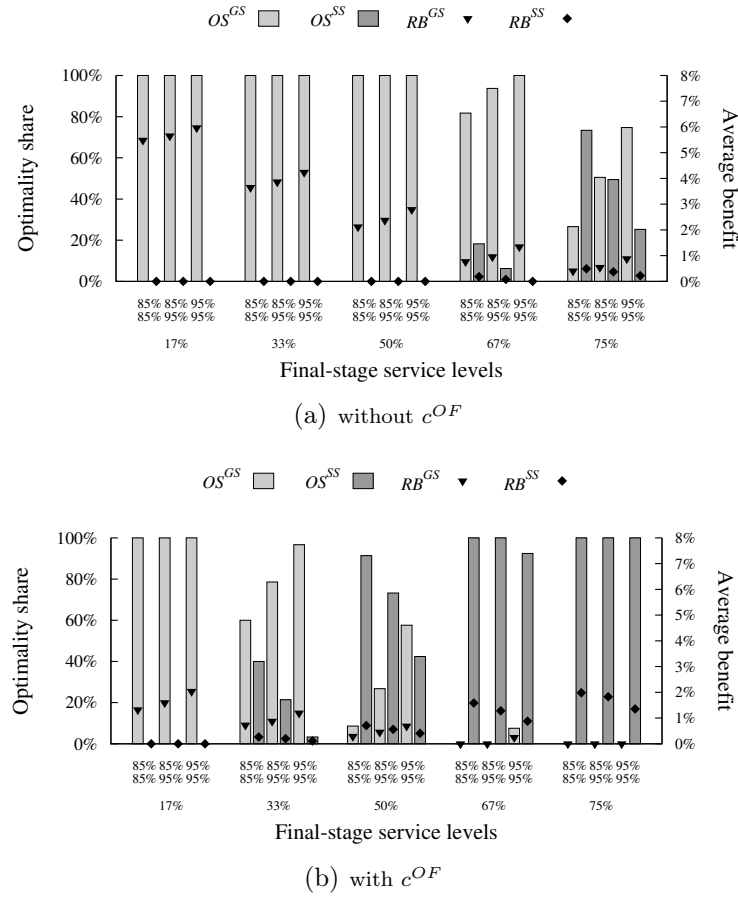 OS^GS OS^SS RB^GS RB^SS
100% 8%
7%
80% 6%
5%
60%
4%
40% 3%
2%
20%
1%
0% 0%
Optimality share
Average benefit
85% 85% 95% 85% 85% 95% 85% 85% 95% 85% 85% 95% 85% 85% 95%
85% 95% 95% 85% 95% 95% 85% 95% 95% 85% 95% 95% 85% 95% 95%
17% 33% 50% 67% 75%
Final-stage service levels
(a) without c^OF
OS^GS OS^SS RB^GS RB^SS
100% 8%
7%
80% 6%
5%
60%
4%
40% 3%
2%
20%
1%
0% 0%
Optimality share
Average benefit
85% 85% 95% 85% 85% 95% 85% 85% 95% 85% 85% 95% 85% 85% 95%
85% 95% 95% 85% 95% 95% 85% 95% 95% 85% 95% 95% 85% 95% 95%
17% 33% 50% 67% 75%
Final-stage service levels
(b) with c^OF